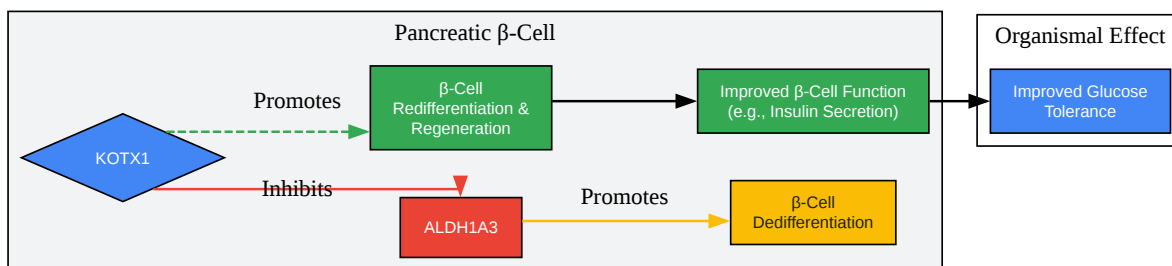 Pancreatic β-Cell
Organismal Effect
Promotes
β-Cell
Redifferentiation &
Regeneration
Improved β-Cell Function
(e.g., Insulin Secretion)
Improved Glucose
Tolerance
KOTX1
Inhibits
ALDH1A3
Promotes
β-Cell
Dedifferentiation